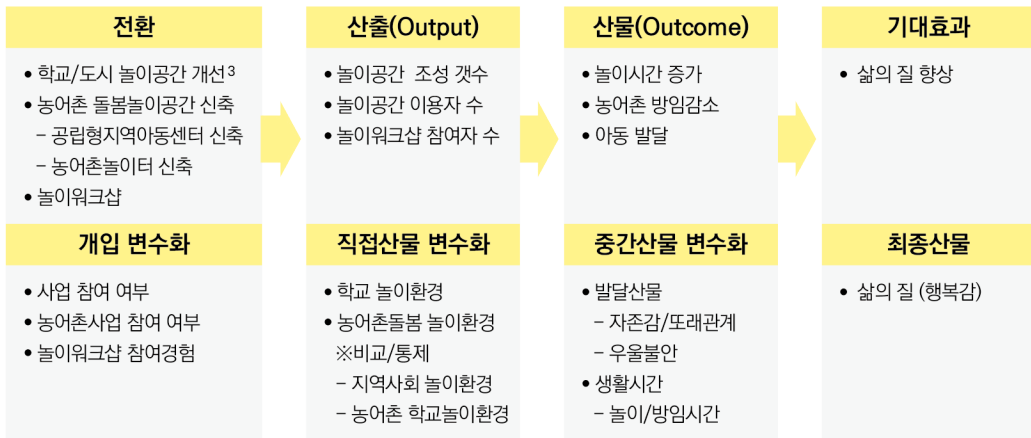 전환
• 학교/도시 놀이공간 개선³
• 농어촌 돌봄놀이공간 신축
– 공립형지역아동센터 신축
– 농어촌놀이터 신축
• 놀이워크샵
산출(Output)
• 놀이공간 조성 갯수
• 놀이공간 이용자 수
• 놀이워크샵 참여자 수
산물(Outcome)
• 놀이시간 증가
• 농어촌 방임감소
• 아동 발달
기대효과
• 삶의 질 향상
개입 변수화
• 사업 참여 여부
• 농어촌사업 참여 여부
• 놀이워크샵 참여경험
직접산물 변수화
• 학교 놀이환경
• 농어촌돌봄 놀이환경
※비교/통제
– 지역사회 놀이환경
– 농어촌 학교놀이환경
중간산물 변수화
• 발달산물
– 자존감/또래관계
– 우울불안
• 생활시간
– 놀이/방임시간
최종산물
• 삶의 질 (행복감)